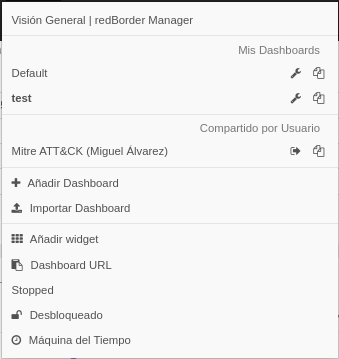 Visión General | redBorder Manager
Mis Dashboards
Default
test
Compartido por Usuario
Mitre ATT&CK (Miguel Álvarez)
Añadir Dashboard
Importar Dashboard
Añadir widget
Dashboard URL
Stopped
Desbloqueado
Máquina del Tiempo